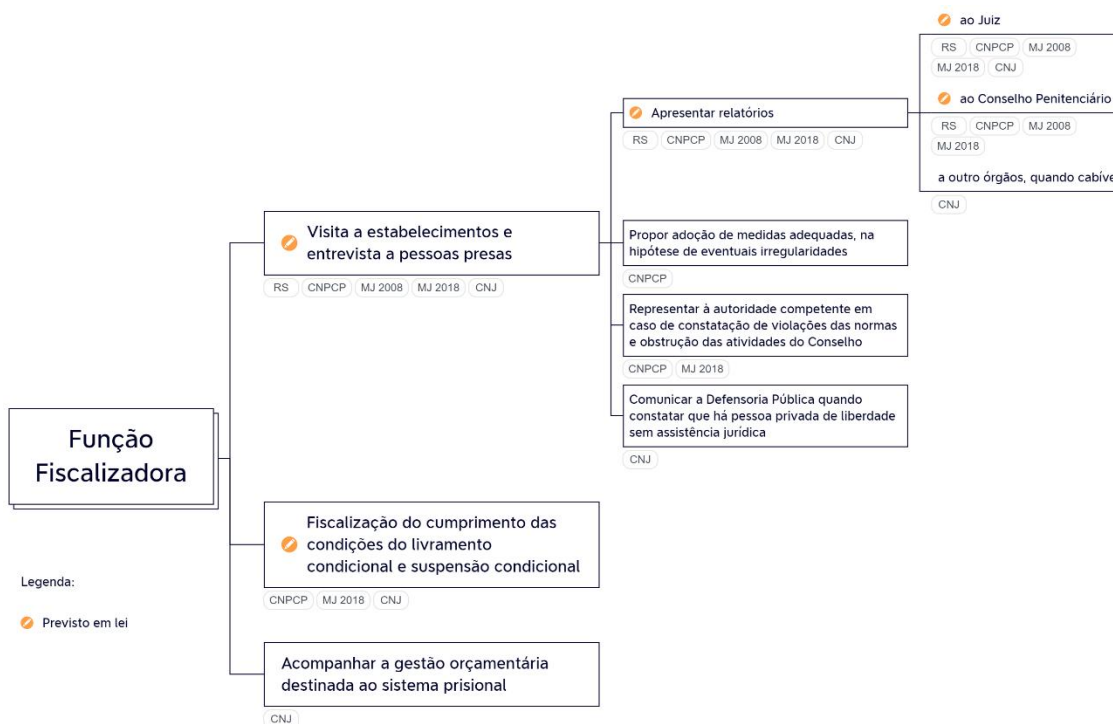 Função
Fiscalizadora
Legenda:
Previsto em lei
Visita a estabelecimentos e
entrevista a pessoas presas
RS CNPCP MJ 2008 MJ 2018 CNJ
Apresentar relatórios
RS CNPCP MJ 2008 MJ 2018 CNJ
ao Juiz
RS CNPCP MJ 2008
MJ 2018 CNJ
ao Conselho Penitenciário
RS CNPCP MJ 2008
MJ 2018
a outro órgãos, quando cabíve
CNJ
Propor adoção de medidas adequadas, na
hipótese de eventuais irregularidades
CNPCP
Representar à autoridade competente em
caso de constatação de violações das normas
e obstrução das atividades do Conselho
CNPCP MJ 2018
Comunicar a Defensoria Pública quando
constatar que há pessoa privada de liberdade
sem assistência jurídica
CNJ
Fiscalização do cumprimento das
condições do livramento
condicional e suspensão condicional
CNPCP MJ 2018 CNJ
Acompanhar a gestão orçamentária
destinada ao sistema prisional
CNJ